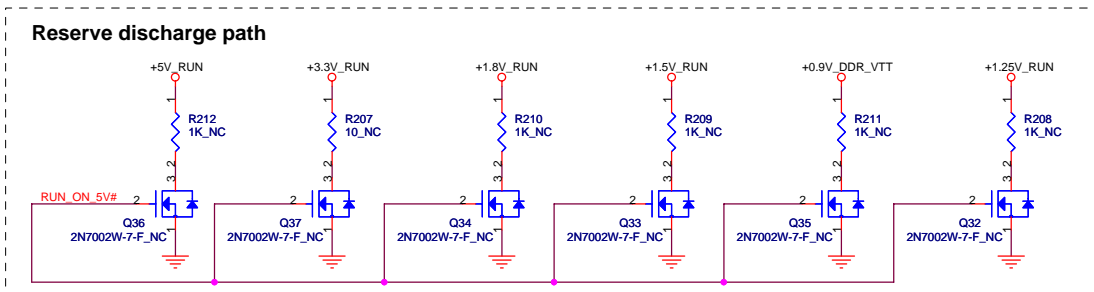 Reserve discharge path
+5V_RUN +3.3V_RUN +1.8V_RUN +1.5V_RUN +0.9V_DDR_VTT +1.25V_RUN
1 1 1 1 1 1
R212 R207 R210 R209 R211 R208
1K_NC 10_NC 1K_NC 1K_NC 1K_NC 1K_NC
2 2 2 2 2 2
3 3 3 3 3 3
RUN_ON_5V# 2 2 2 2 2 2
Q36 Q37 Q34 Q33 Q35 Q32
2N7002W-7-F_NC 2N7002W-7-F_NC 2N7002W-7-F_NC 2N7002W-7-F_NC 2N7002W-7-F_NC 2N7002W-7-F_NC
1 1 1 1 1 1